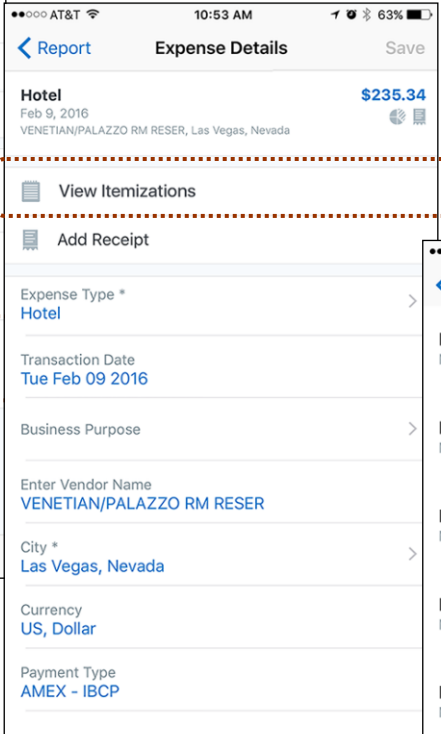 AT&T 10:53 AM 63%
Report Expense Details Save
Hotel $235.34
Feb 9, 2016
VENETIAN/PALAZZO RM RESER, Las Vegas, Nevada
View Itemizations
Add Receipt
Expense Type *
Hotel
Transaction Date
Tue Feb 09 2016
Business Purpose
Enter Vendor Name
VENETIAN/PALAZZO RM RESER
City *
Las Vegas, Nevada
Currency
US, Dollar
Payment Type
AMEX - IBCP